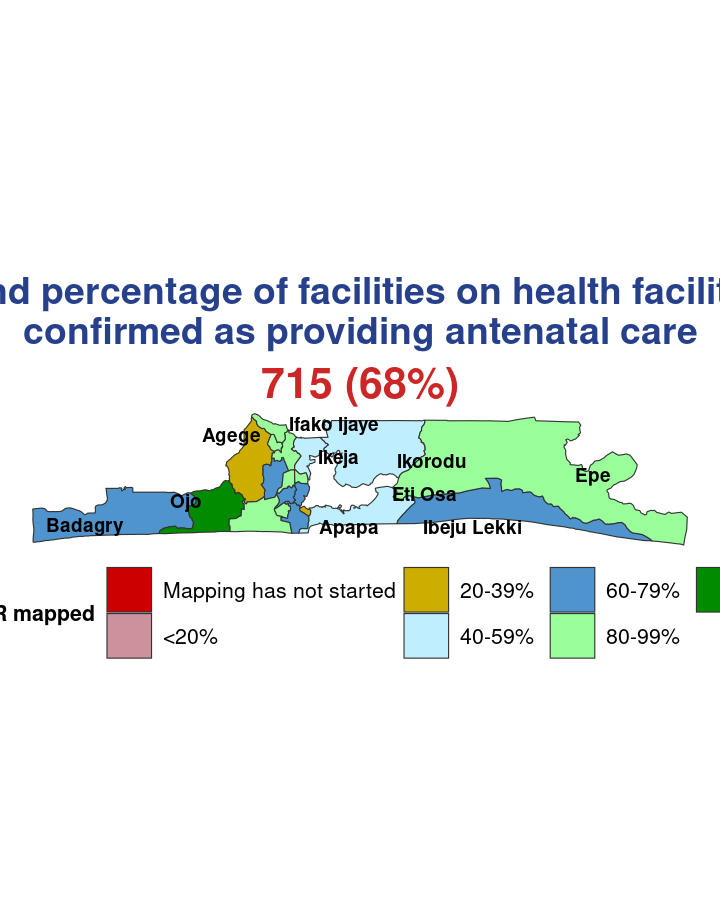 percentage of facilities on health
confirmed as providing antenatal care
715 (68%)
Ifako Ijaye
Agege
Ikeja
Ikorodu
Epe
Eti Osa
Ojo
Badagry
Apapa
Ibeju Lekki
Mapping has not started
20-39%
60-79%
mapped
<20%
40-59%
80-99%